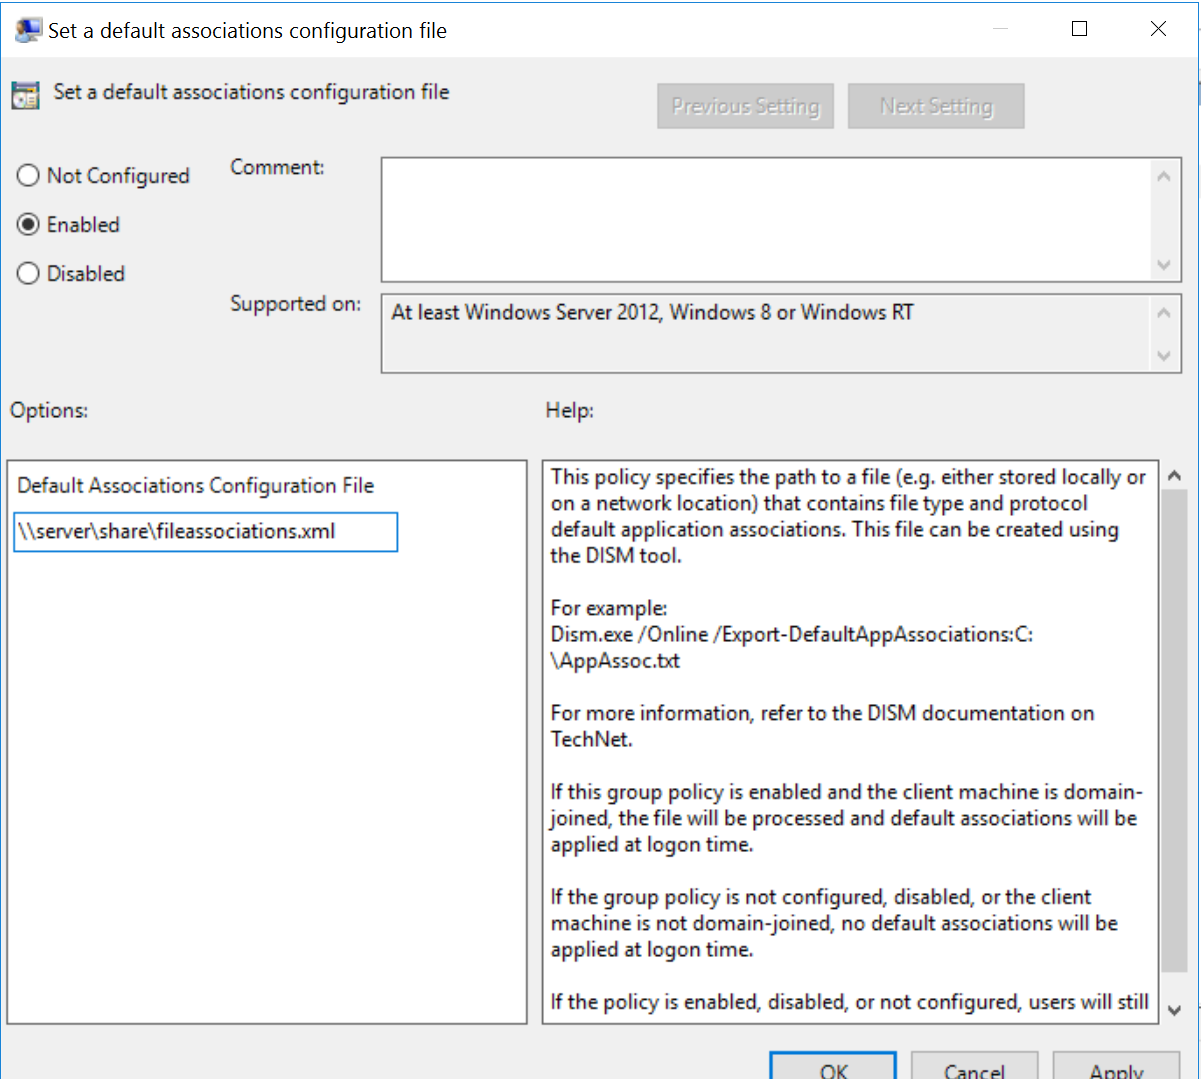 Set a default associations configuration file
Set a default associations configuration file
Previous Setting
Next Setting
Not Configured
Enabled
Disabled
Comment:
Supported on:
At least Windows Server 2012, Windows 8 or Windows RT
Options:
Help:
Default Associations Configuration File
\\server\share\fileassociations.xml
This policy specifies the path to a file (e.g. either stored locally or
on a network location) that contains file type and protocol
default application associations. This file can be created using
the DISM tool.
For example:
Dism.exe /Online /Export-DefaultAppAssociations:C:
\AppAssoc.txt
For more information, refer to the DISM documentation on
TechNet.
If this group policy is enabled and the client machine is domain-
joined, the file will be processed and default associations will be
applied at logon time.
If the group policy is not configured, disabled, or the client
machine is not domain-joined, no default associations will be
applied at logon time.
If the policy is enabled, disabled, or not configured, users will still
OK
Cancel
Apply